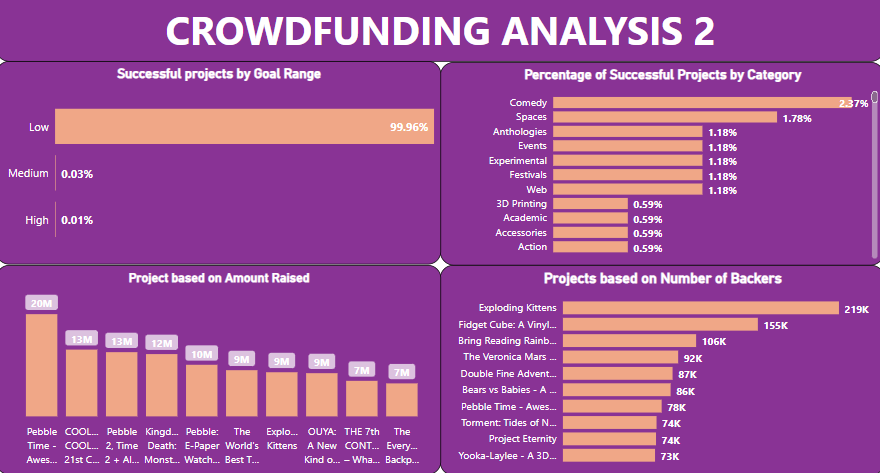 CROWDFUNDING ANALYSIS 2
Successful projects by Goal Range
Low
99.96%
Medium
0.03%
High
0.01%
Percentage of Successful Projects by Category
Comedy
2.37%
Spaces
1.78%
Anthologies
1.18%
Events
1.18%
Experimental
1.18%
Festivals
1.18%
Web
1.18%
3D Printing
0.59%
Academic
0.59%
Accessories
0.59%
Action
0.59%
Project based on Amount Raised
20M
13M
13M
12M
10M
9M
9M
9M
7M
7M
Pebble
Time -
Awes...
COOL...
COOL...
21st C...
Pebble
2, Time
2 + Al...
Kingd...
Death:
Monst...
Pebble:
E-Paper
Watch...
The
World's
Best T...
Explo...
Kittens
OUYA:
A New
Kind o...
THE 7th
CONT...
– Wha...
The
Every...
Backp...
Projects based on Number of Backers
Exploding Kittens
219K
Fidget Cube: A Vinyl...
155K
Bring Reading Rainb...
106K
The Veronica Mars ...
92K
Double Fine Advent...
87K
Bears vs Babies - A ...
86K
Pebble Time - Awes...
78K
Torment: Tides of N...
74K
Project Eternity
74K
Yooka-Laylee - A 3D...
73K